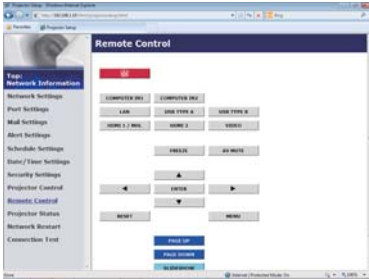 Projector Setup - Windows Internet Explorer
Favorites Projector Setup
Remote Control
Top:
Network Information
Network Settings
Port Settings
Mail Settings
Alert Settings
Schedule Settings
Date/Time Settings
Security Settings
Projector Control
Remote Control
Projector Status
Network Restart
Connection Test
COMPUTER IN1 COMPUTER IN2
LAN USB TYPE A USB TYPE B
HDMI 1 / MHL HDMI 2 VIDEO
FREEZE AV MUTE
ENTER
RESET MENU
PAGE UP
PAGE DOWN
SLIDESHOW
Done Internet | Protected Mode: On 100%